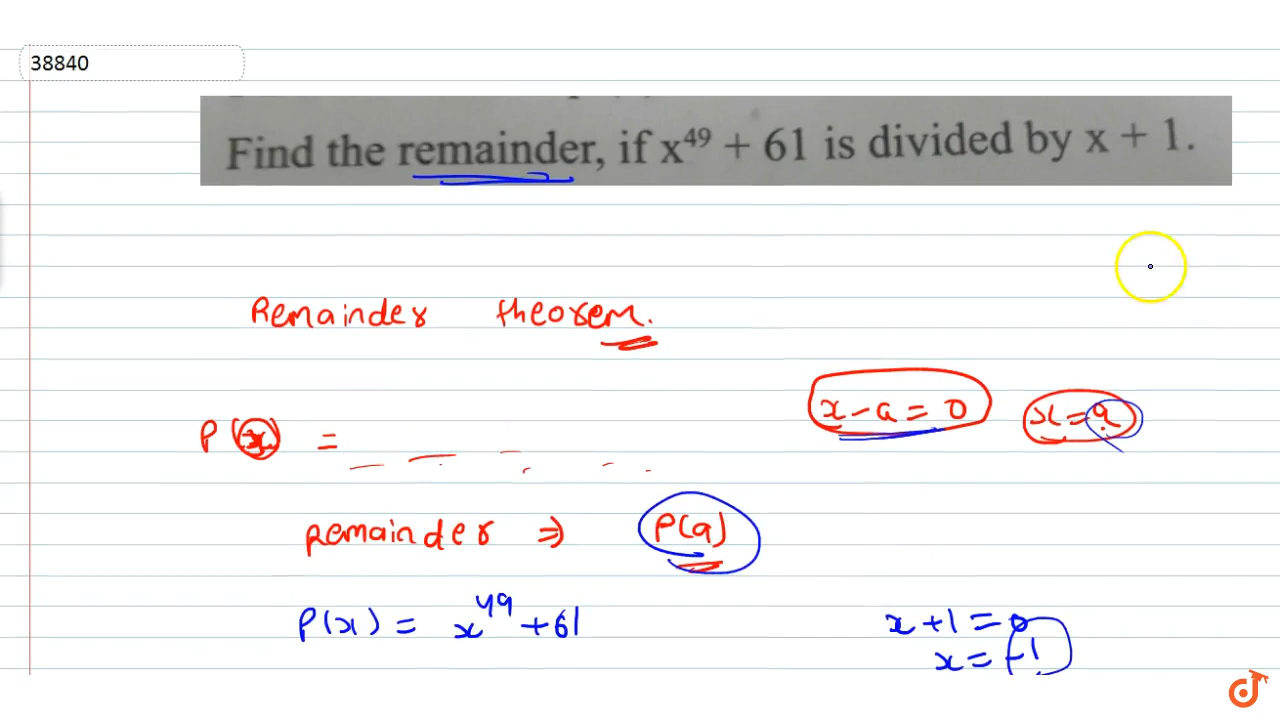 38840
Find the remainder, if x⁴⁹ + 61 is divided by x + 1.
Remainder theorem.
x - a = 0 x = a
P(x) =
remainder ⇒ P(a)
P(x) = x⁴⁹ + 61 x + 1 = 0
x = -1